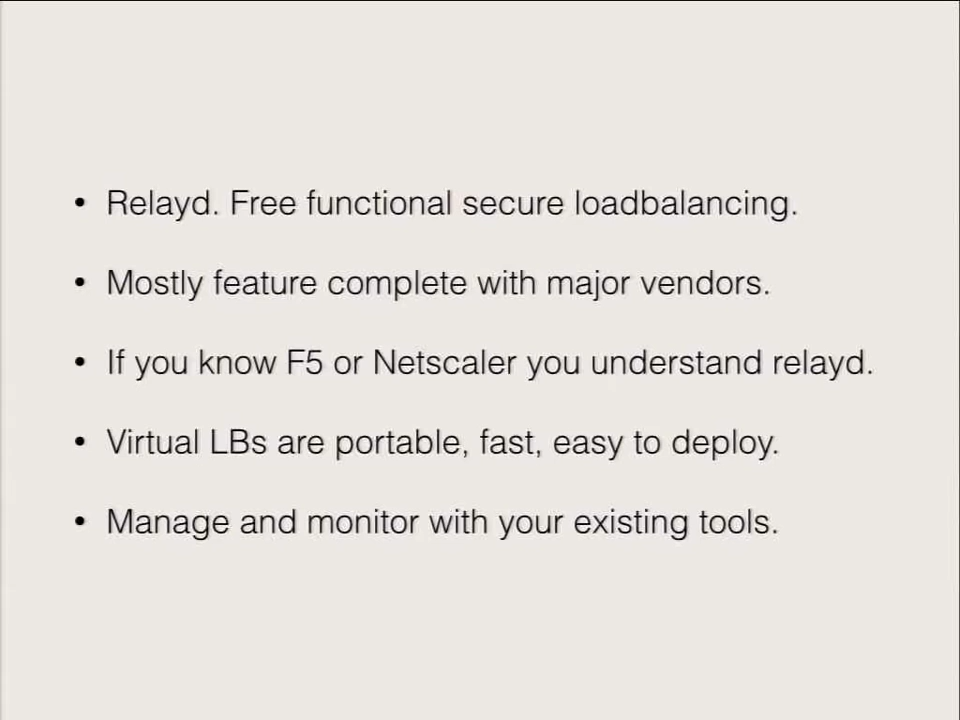 • Relayd. Free functional secure loadbalancing.
• Mostly feature complete with major vendors.
• If you know F5 or Netscaler you understand relayd.
• Virtual LBs are portable, fast, easy to deploy.
• Manage and monitor with your existing tools.